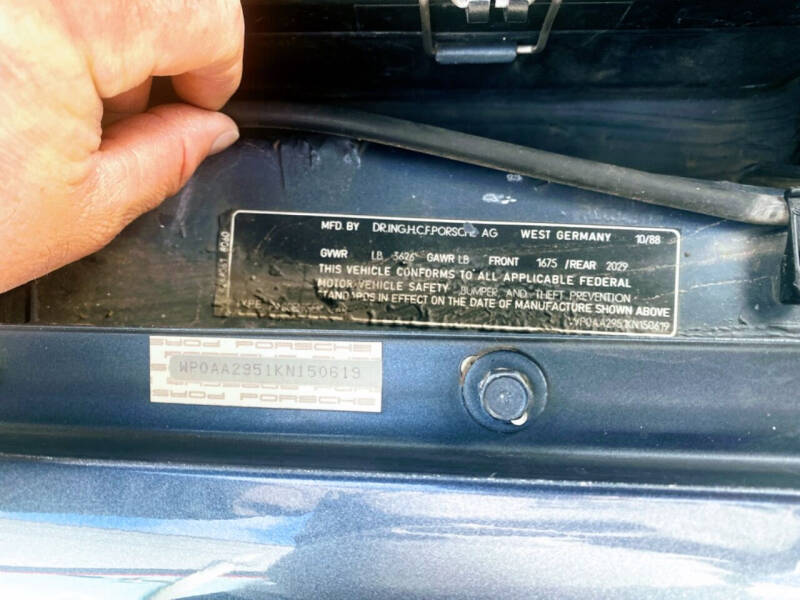 MFD. BY DR.ING.H.C.F.PORSCHE AG WEST GERMANY 10/88
GVWR LB 3626 GAWR LB FRONT 1675 /REAR 2029
THIS VEHICLE CONFORMS TO ALL APPLICABLE FEDERAL
MOTOR VEHICLE SAFETY BUMPER AND THEFT PREVENTION
STANDARDS IN EFFECT ON THE DATE OF MANUFACTURE SHOWN ABOVE
WP0AA2951KN150619
PORSCHE
WP0AA2951KN150619
PORSCHE